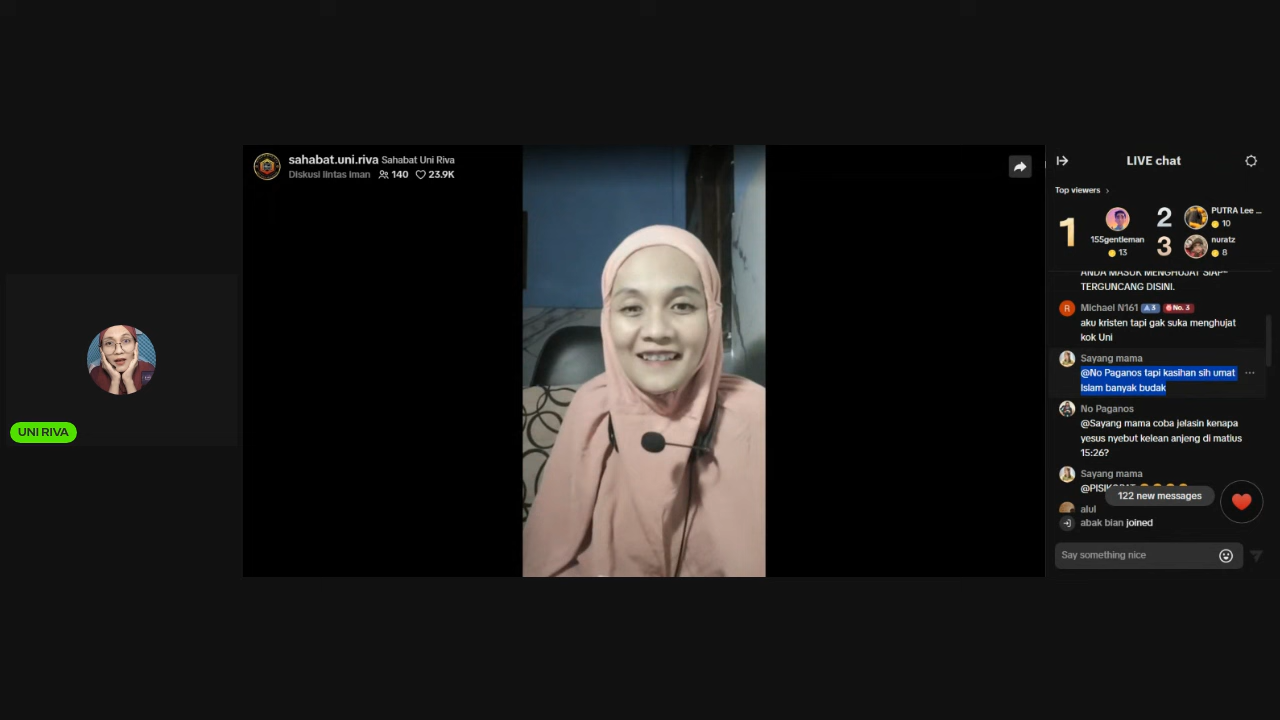 sahabat.uni.riva Sahabat Uni Riva
Diskusi lintas Iman 140 23.9K
UNI RIVA
LIVE chat
Top viewers >
1 155gentleman 13
2 PUTRA Lee ... 10
3 nuratz 8
ANDA MASUK MENGHUJAT SIAP-
TERGUNCANG DISINI.
R Michael N161 A 3 No. 3
aku kristen tapi gak suka menghujat
kok Uni
Sayang mama
@No Paganos tapi kasihan sih umat
Islam banyak budak
No Paganos
@Sayang mama coba jelasin kenapa
yesus nyebut kelean anjeng di matius
15:26?
Sayang mama
122 new messages
alul
abak bian joined
Say something nice